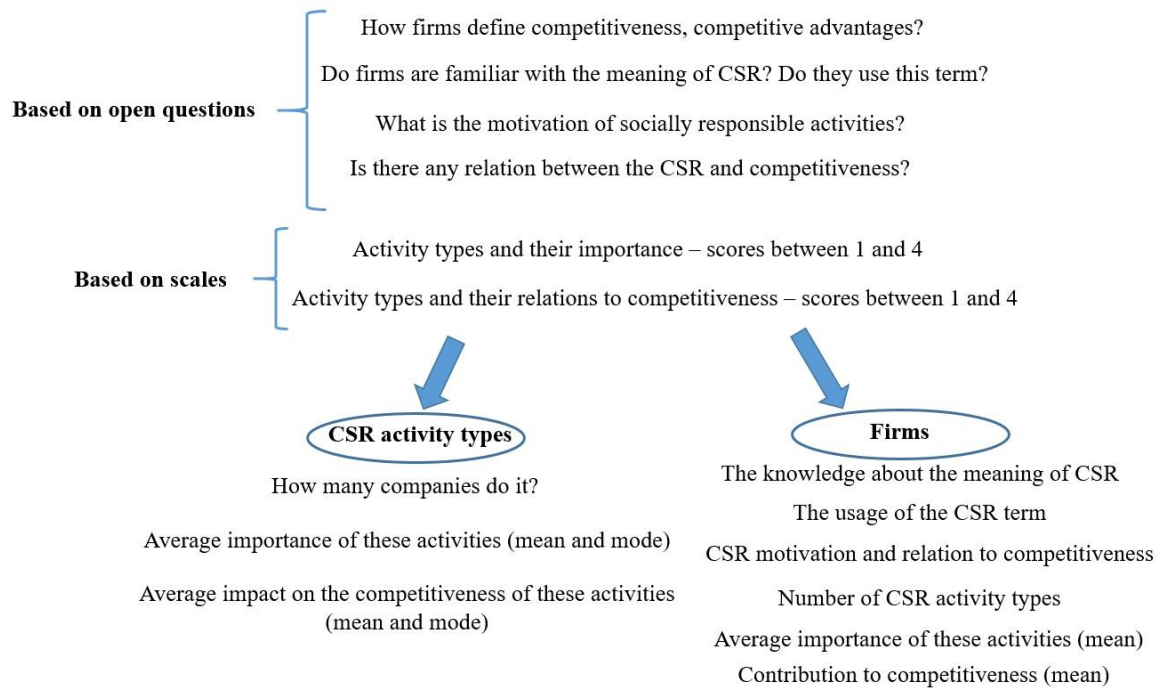 How firms define competitiveness, competitive advantages?
Do firms are familiar with the meaning of CSR? Do they use this term?
Based on open questions
What is the motivation of socially responsible activities?
Is there any relation between the CSR and competitiveness?
Activity types and their importance – scores between 1 and 4
Based on scales
Activity types and their relations to competitiveness – scores between 1 and 4
CSR activity types
How many companies do it?
Average importance of these activities (mean and mode)
Average impact on the competitiveness of these activities
(mean and mode)
Firms
The knowledge about the meaning of CSR
The usage of the CSR term
CSR motivation and relation to competitiveness
Number of CSR activity types
Average importance of these activities (mean)
Contribution to competitiveness (mean)